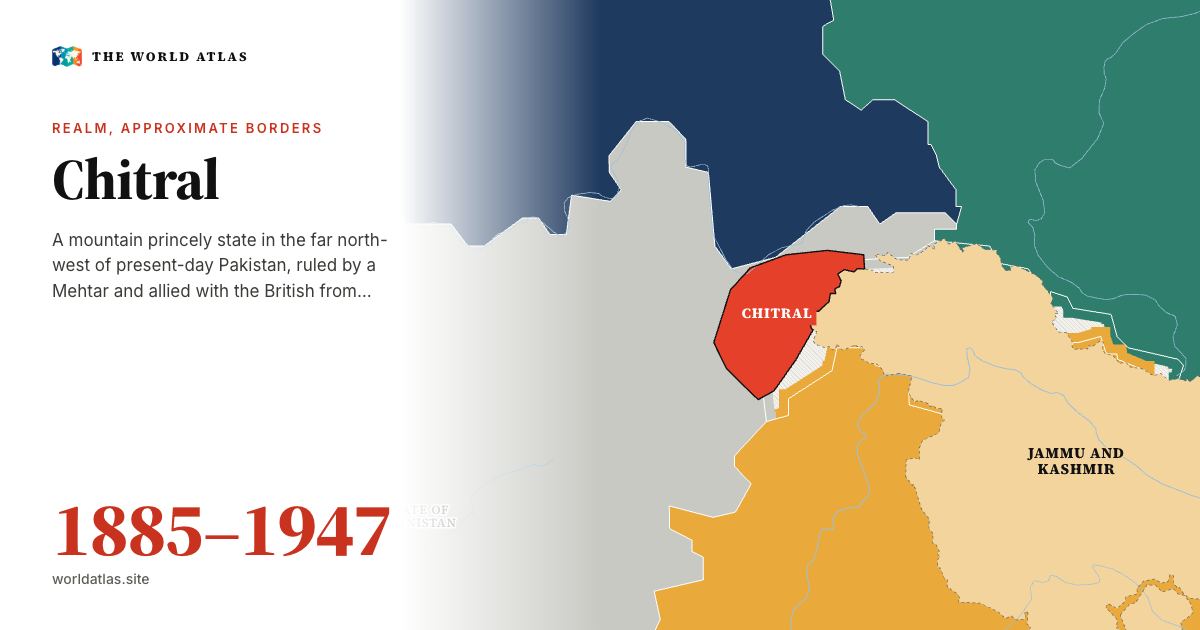 THE WORLD ATLAS
REALM, APPROXIMATE BORDERS
Chitral
A mountain princely state in the far north-
west of present-day Pakistan, ruled by a
Mehtar and allied with the British from...
1885–1947
worldatlas.site
CHITRAL
JAMMU AND
KASHMIR
OF